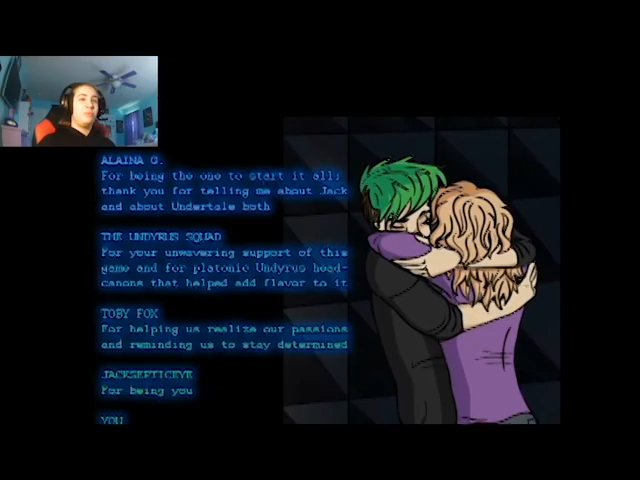 ALAINA G.
For being the one to start it all;
thank you for telling me about Jack
and about Undertale both
THE UNDYRUS SQUAD
For your unwavering support of this
game and for platonic Undyrus head-
canons that helped add flavor to it
TOBY FOX
For helping us realize our passions
and reminding us to stay determined
JACKSEPTICEYE
For being you
YOU